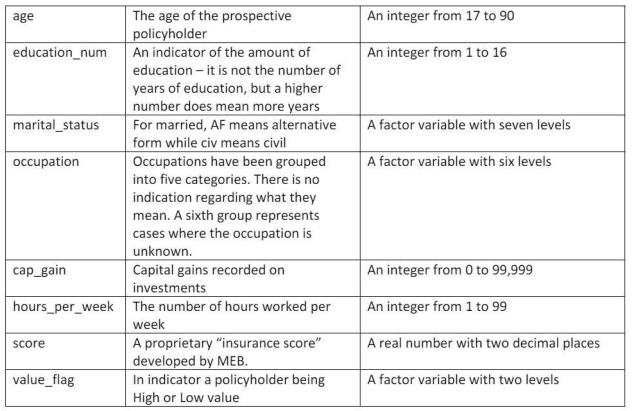 age The age of the prospective An integer from 17 to 90
policyholder
education_num An indicator of the amount of An integer from 1 to 16
education – it is not the number of
years of education, but a higher
number does mean more years
marital_status For married, AF means alternative A factor variable with seven levels
form while civ means civil
occupation Occupations have been grouped A factor variable with six levels
into five categories. There is no
indication regarding what they
mean. A sixth group represents
cases where the occupation is
unknown.
cap_gain Capital gains recorded on An integer from 0 to 99,999
investments
hours_per_week The number of hours worked per An integer from 1 to 99
week
score A proprietary “insurance score” A real number with two decimal places
developed by MEB.
value_flag In indicator a policyholder being A factor variable with two levels
High or Low value